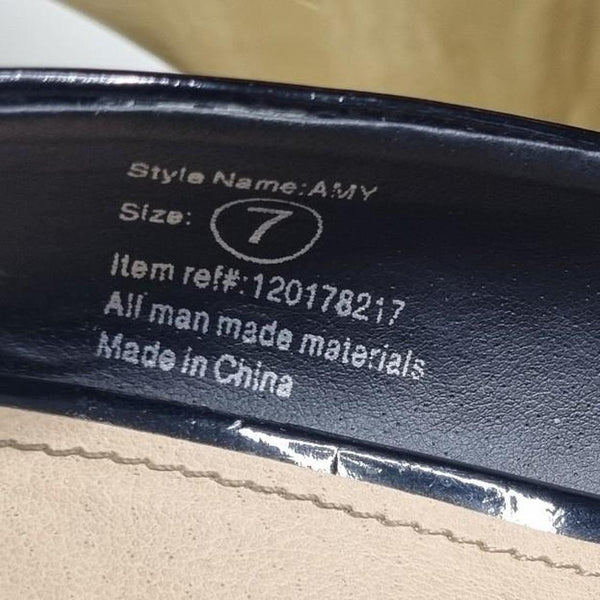 Style Name:AMY
Size: 7
Item ref#:120178217
All man made materials
Made in China